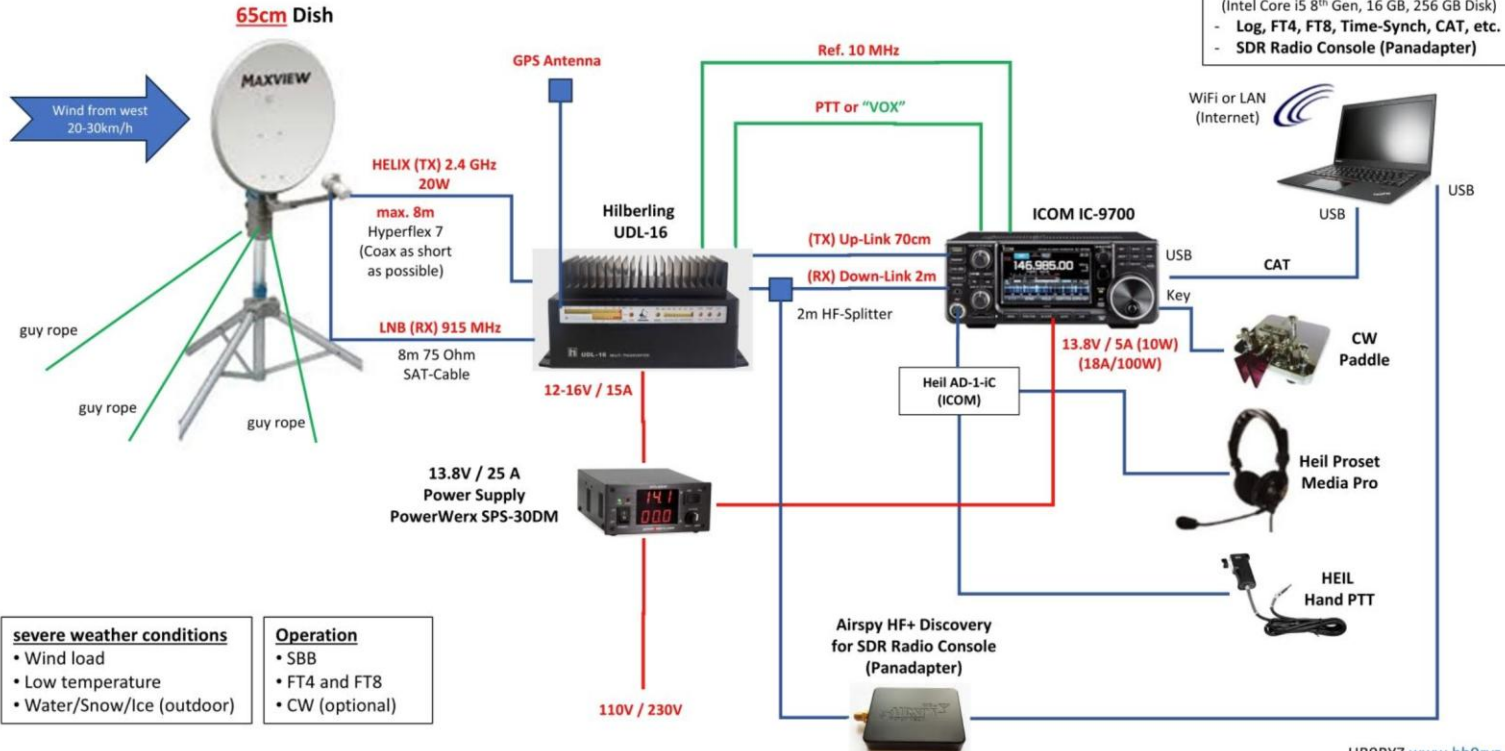 65cm Dish
MAXVIEW
Wind from west
20-30km/h
HELIX (TX) 2.4 GHz
20W
max. 8m
Hyperflex 7
(Coax as short
as possible)
LNB (RX) 915 MHz
8m 75 Ohm
SAT-Cable
guy rope
guy rope
guy rope
GPS Antenna
Hilberling
UDL-16
UDL-16
12-16V / 15A
Ref. 10 MHz
PTT or "VOX"
(TX) Up-Link 70cm
(RX) Down-Link 2m
2m HF-Splitter
ICOM IC-9700
146.985.00
13.8V / 5A (10W)
(18A/100W)
Heil AD-1-iC
(ICOM)
(Intel Core i5 8th Gen, 16 GB, 256 GB Disk)
- Log, FT4, FT8, Time-Synch, CAT, etc.
- SDR Radio Console (Panadapter)
WiFi or LAN
(Internet)
USB
USB
USB
CAT
Key
CW
Paddle
Heil Proset
Media Pro
HEIL
Hand PTT
13.8V / 25 A
Power Supply
PowerWerx SPS-30DM
14.1
00.0
110V / 230V
Airspy HF+ Discovery
for SDR Radio Console
(Panadapter)
severe weather conditions
• Wind load
• Low temperature
• Water/Snow/Ice (outdoor)
Operation
• SBB
• FT4 and FT8
• CW (optional)